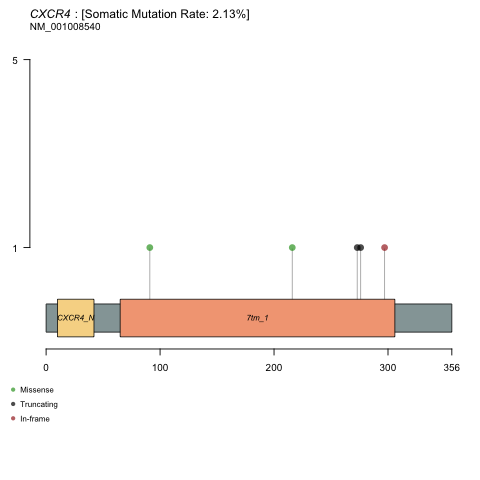 CXCR4 : [Somatic Mutation Rate: 2.13%]
NM_001008540
5
1
CXCR4_N
7tm_1
0 100 200 300 356
Missense
Truncating
In-frame